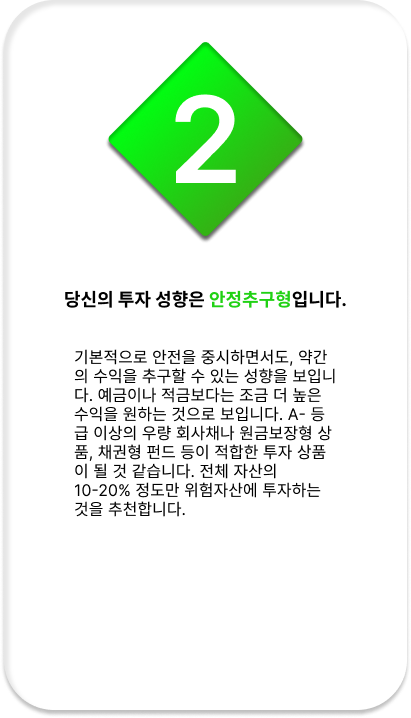 2
당신의 투자 성향은 안정추구형입니다.
기본적으로 안전을 중시하면서도, 약간
의 수익을 추구할 수 있는 성향을 보입니
다. 예금이나 적금보다는 조금 더 높은
수익을 원하는 것으로 보입니다. A- 등
급 이상의 우량 회사채나 원금보장형 상
품, 채권형 펀드 등이 적합한 투자 상품
이 될 것 같습니다. 전체 자산의
10-20% 정도만 위험자산에 투자하는
것을 추천합니다.